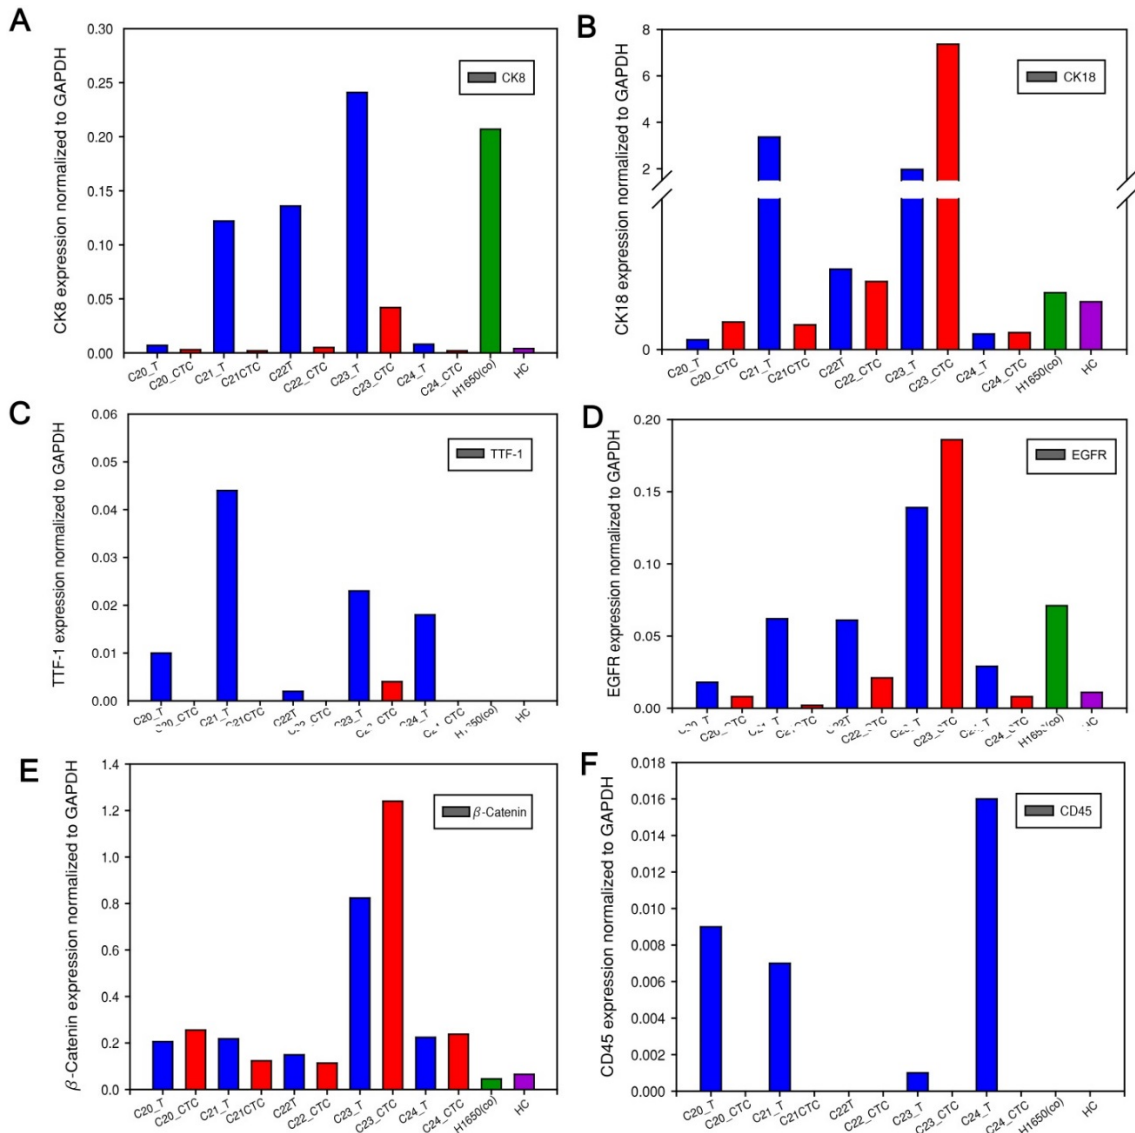 A
CK8 expression normalized to GAPDH
0.30
0.25
0.20
0.15
0.10
0.05
0.00
CK8
C20_T
C20_CTC
C21_T
C21CTC
C22T
C22_CTC
C23_T
C23_CTC
C24_T
C24_CTC
H1650(co)
HC
B
CK18 expression normalized to GAPDH
8
6
4
2
0
CK18
C20_T
C20_CTC
C21_T
C21CTC
C22T
C22_CTC
C23_T
C23_CTC
C24_T
C24_CTC
H1650(co)
HC
C
TTF-1 expression normalized to GAPDH
0.06
0.05
0.04
0.03
0.02
0.01
0.00
TTF-1
C20_T
C21_T
C21CTC
C22T
C23_T
C24_T
H1650(co)
HC
D
EGFR expression normalized to GAPDH
0.20
0.15
0.10
0.05
0.00
EGFR
C20_CTC
C21_T
C22T
C22_CTC
C23_CTC
C24_CTC
E
β-Catenin expression normalized to GAPDH
1.4
1.2
1.0
0.8
0.6
0.4
0.2
0.0
β-Catenin
C20_T
C20_CTC
C21_T
C21CTC
C22T
C22_CTC
C23_T
C23_CTC
C24_T
C24_CTC
H1650(co)
HC
F
CD45 expression normalized to GAPDH
0.018
0.016
0.014
0.012
0.010
0.008
0.006
0.004
0.002
0.000
CD45
C20_T
C20_CTC
C21_T
C21CTC
C22T
C22_CTC
C23_T
C23_CTC
C24_T
C24_CTC
H1650(co)
HC